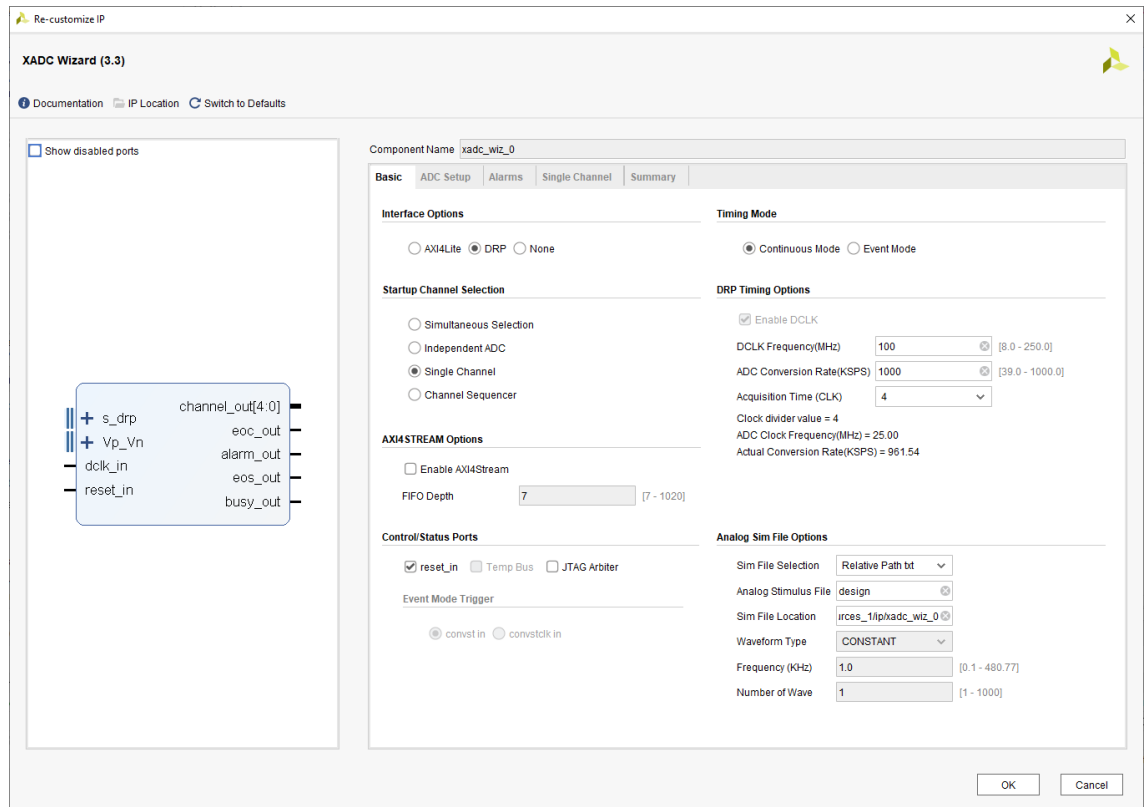 Re-customize IP
XADC Wizard (3.3)
Documentation IP Location Switch to Defaults
Show disabled ports
s_drp
Vp_Vn
dclk_in
reset_in
channel_out[4:0]
eoc_out
alarm_out
eos_out
busy_out
Component Name xadc_wiz_0
Basic ADC Setup Alarms Single Channel Summary
Interface Options
AXI4Lite DRP None
Startup Channel Selection
Simultaneous Selection
Independent ADC
Single Channel
Channel Sequencer
AXI4STREAM Options
Enable AXI4Stream
FIFO Depth 7 [7 - 1020]
Control/Status Ports
reset_in Temp Bus JTAG Arbiter
Event Mode Trigger
convst in convstclk in
Timing Mode
Continuous Mode Event Mode
DRP Timing Options
Enable DCLK
DCLK Frequency(MHz) 100 [8.0 - 250.0]
ADC Conversion Rate(KSPS) 1000 [39.0 - 1000.0]
Acquisition Time (CLK) 4
Clock divider value = 4
ADC Clock Frequency(MHz) = 25.00
Actual Conversion Rate(KSPS) = 961.54
Analog Sim File Options
Sim File Selection Relative Path txt
Analog Stimulus File design
Sim File Location urces_1/ip/xadc_wiz_0
Waveform Type CONSTANT
Frequency (KHz) 1.0 [0.1 - 480.77]
Number of Wave 1 [1 - 1000]
OK Cancel